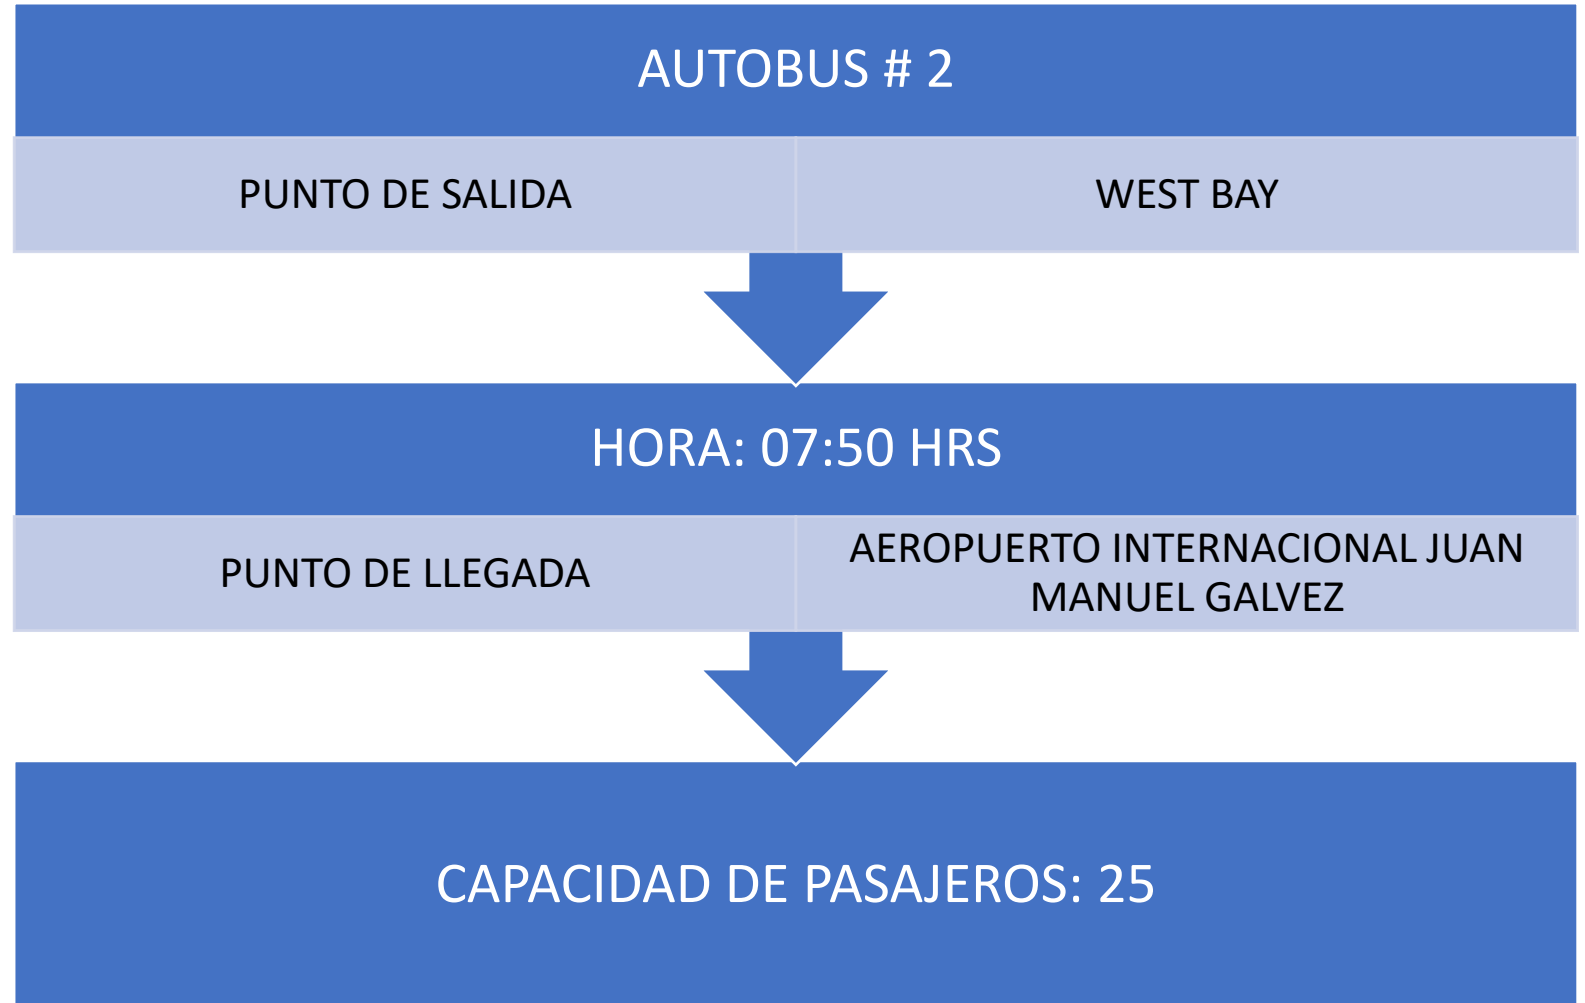 AUTOBUS # 2
PUNTO DE SALIDA
WEST BAY
HORA: 07:50 HRS
PUNTO DE LLEGADA
AEROPUERTO INTERNACIONAL JUAN
MANUEL GALVEZ
CAPACIDAD DE PASAJEROS: 25